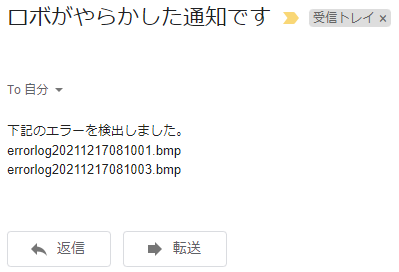 ロボがやらかした通知です 受信トレイ ×
To 自分
下記のエラーを検出しました。
errorlog20211217081001.bmp
errorlog20211217081003.bmp
返信 転送